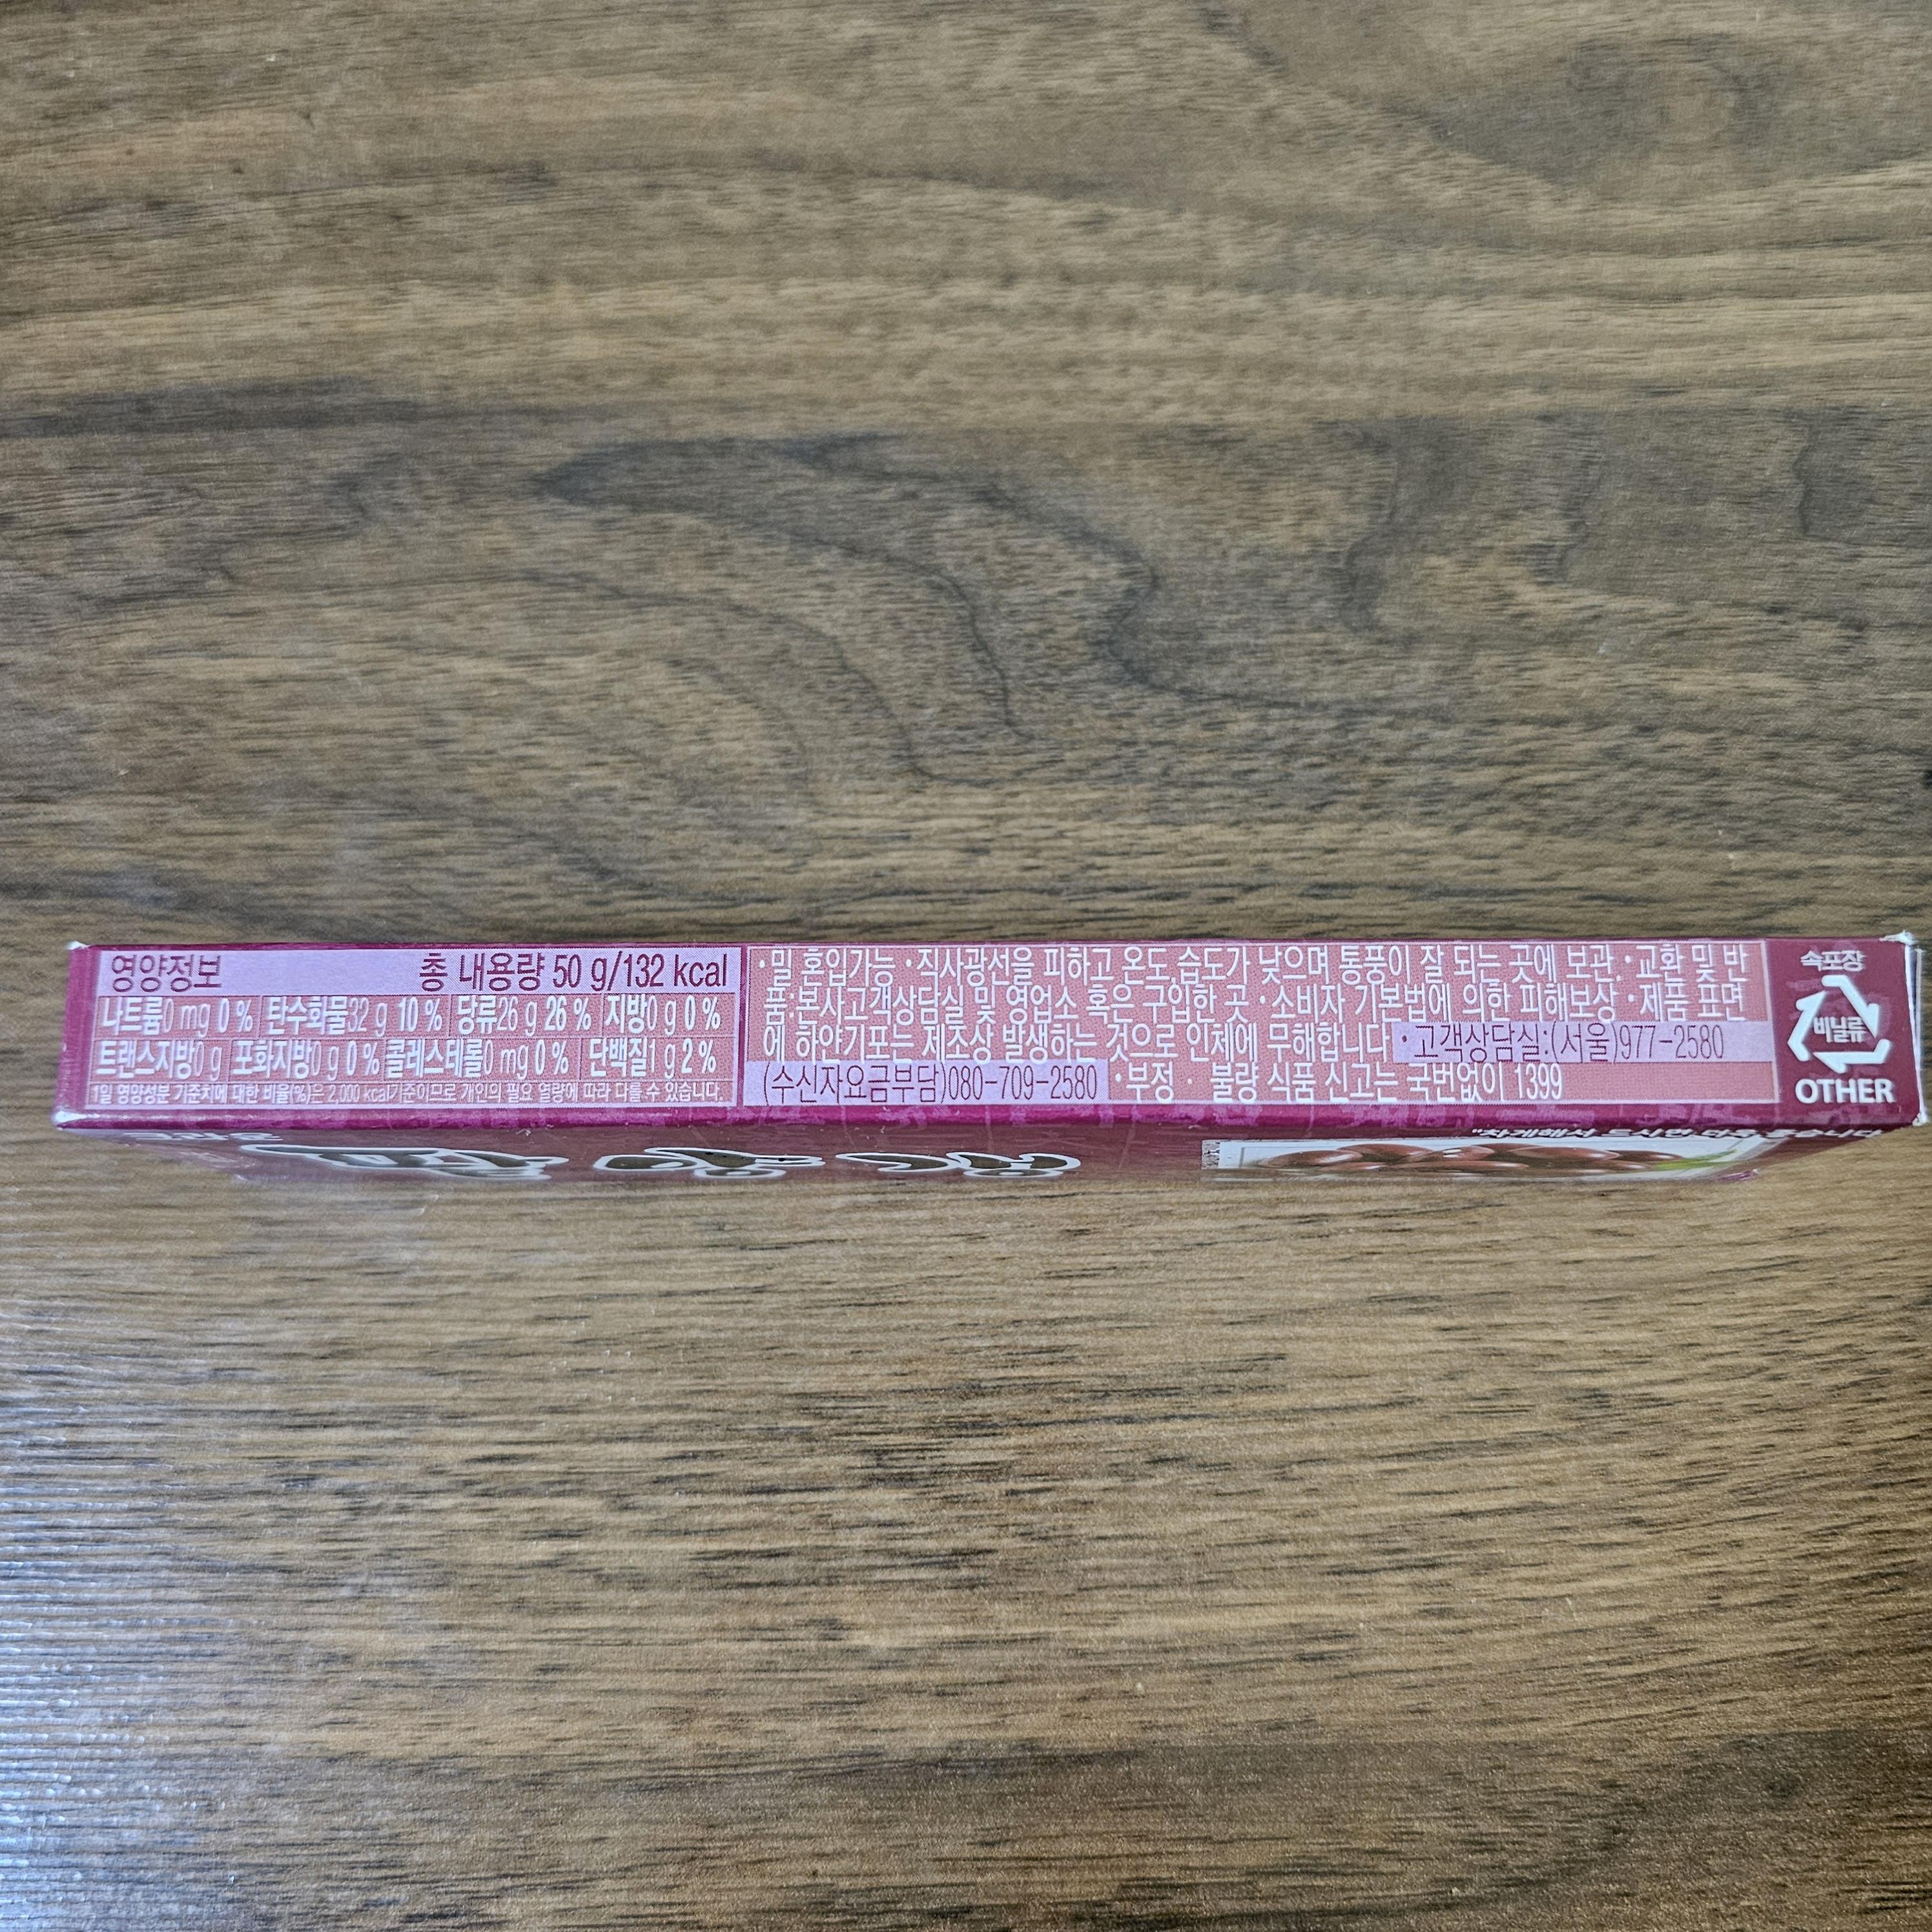 영양정보 총 내용량 50 g/132 kcal
나트륨0 mg 0 % 탄수화물32 g 10 % 당류26 g 26 % 지방0 g 0 %
트랜스지방0 g 포화지방0 g 0 % 콜레스테롤0 mg 0 % 단백질1 g 2 %
1일 영양성분 기준치에 대한 비율(%)은 2,000 kcal기준이므로 개인의 필요 열량에 따라 다를 수 있습니다.
·밀 혼입가능 ·직사광선을 피하고 온도,습도가 낮으며 통풍이 잘 되는 곳에 보관 ·교환 및 반
품:본사고객상담실 및 영업소 혹은 구입한 곳 ·소비자 기본법에 의한 피해보상 ·제품 표면
에 하얀기포는 제조상 발생하는 것으로 인체에 무해합니다 ·고객상담실:(서울)977-2580
(수신자요금부담)080-709-2580 ·부정 · 불량 식품 신고는 국번없이 1399
속포장
비닐류
OTHER